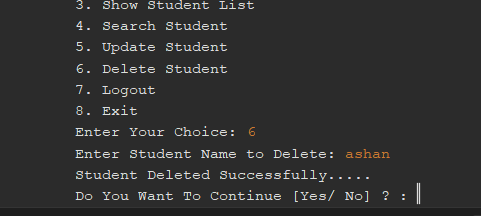 3. Show Student List
4. Search Student
5. Update Student
6. Delete Student
7. Logout
8. Exit
Enter Your Choice: 6
Enter Student Name to Delete: ashan
Student Deleted Successfully.....
Do You Want To Continue [Yes/ No] ? :